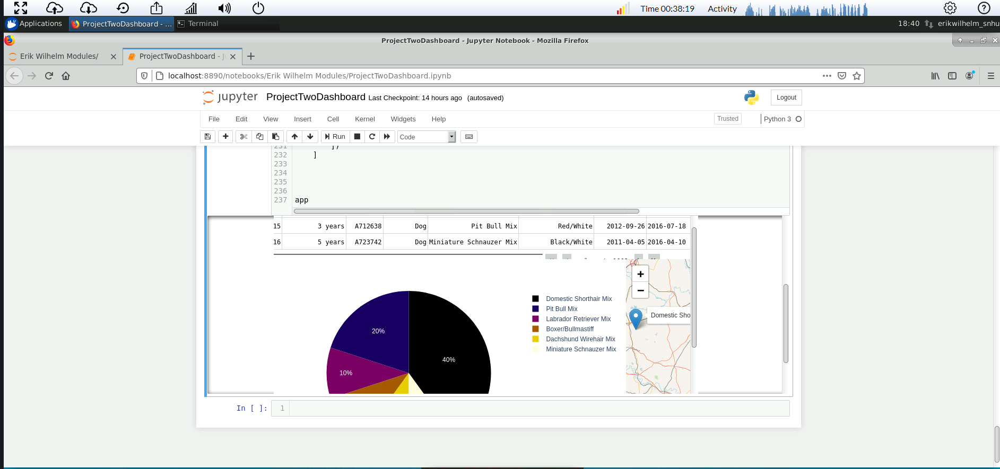 Time 00:38:19 Activity
Applications ProjectTwoDashboard - ... Terminal 18:40 erikwilhelm_snhu
ProjectTwoDashboard - Jupyter Notebook - Mozilla Firefox
Erik Wilhelm Modules/ ProjectTwoDashboard - J
localhost:8890/notebooks/Erik Wilhelm Modules/ProjectTwoDashboard.ipynb
jupyter ProjectTwoDashboard Last Checkpoint: 14 hours ago (autosaved) Logout
File Edit View Insert Cell Kernel Widgets Help Trusted Python 3
Run Code
231 ])
232 ]
233
234
235
236
237 app
15 3 years A712638 Dog Pit Bull Mix Red/White 2012-09-26 2016-07-18
16 5 years A723742 Dog Miniature Schnauzer Mix Black/White 2011-04-05 2016-04-10
+
−
Domestic Shorthair Mix
Pit Bull Mix
Labrador Retriever Mix
Boxer/Bullmastiff
Dachshund Wirehair Mix
Miniature Schnauzer Mix
Domestic Sho
20%
40%
10%
In [ ]: 1